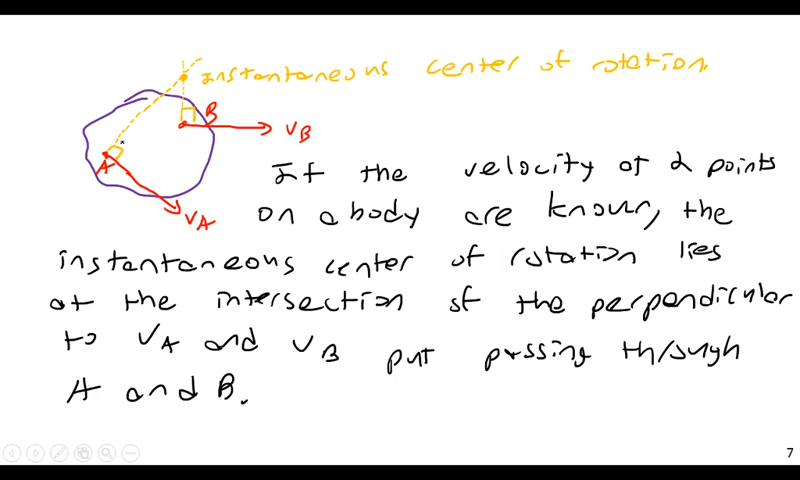 Instantaneous center of rotation.
B
VB
A
VA
If the velocity of 2 points
on a body are known, the
instantaneous center of rotation lies
at the intersection of the perpendicular
to VA and VB put passing through
A and B.
7